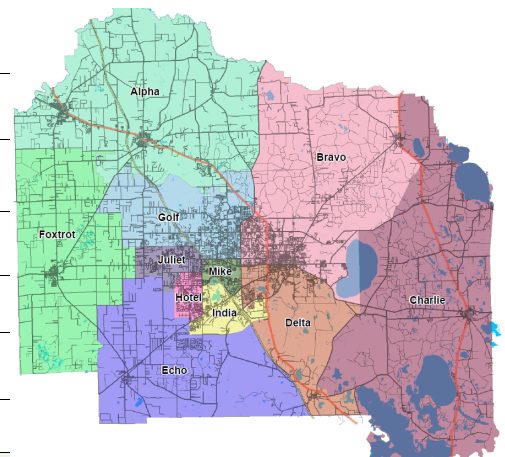 Alpha
Bravo
Golf
Foxtrot
Juliet
Mike
Hotel
Charlie
India
Delta
Echo